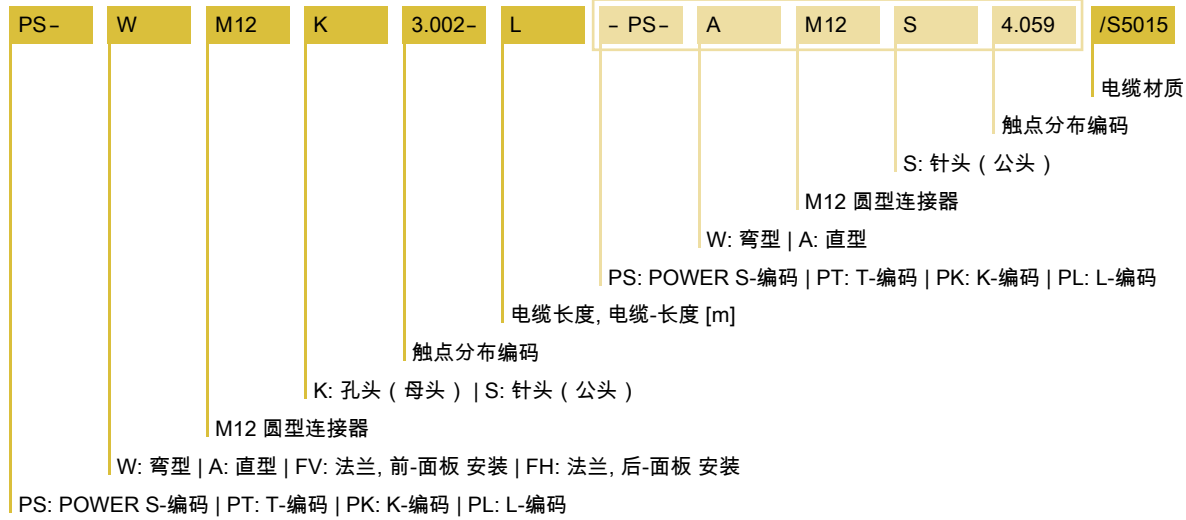 PS– W M12 K 3.002– L – PS– A M12 S 4.059 /S5015
电缆材质
触点分布编码
S: 针头（公头）
M12 圆型连接器
W: 弯型 | A: 直型
PS: POWER S-编码 | PT: T-编码 | PK: K-编码 | PL: L-编码
电缆长度, 电缆-长度 [m]
触点分布编码
K: 孔头（母头） | S: 针头（公头）
M12 圆型连接器
W: 弯型 | A: 直型 | FV: 法兰, 前-面板 安装 | FH: 法兰, 后-面板 安装
PS: POWER S-编码 | PT: T-编码 | PK: K-编码 | PL: L-编码